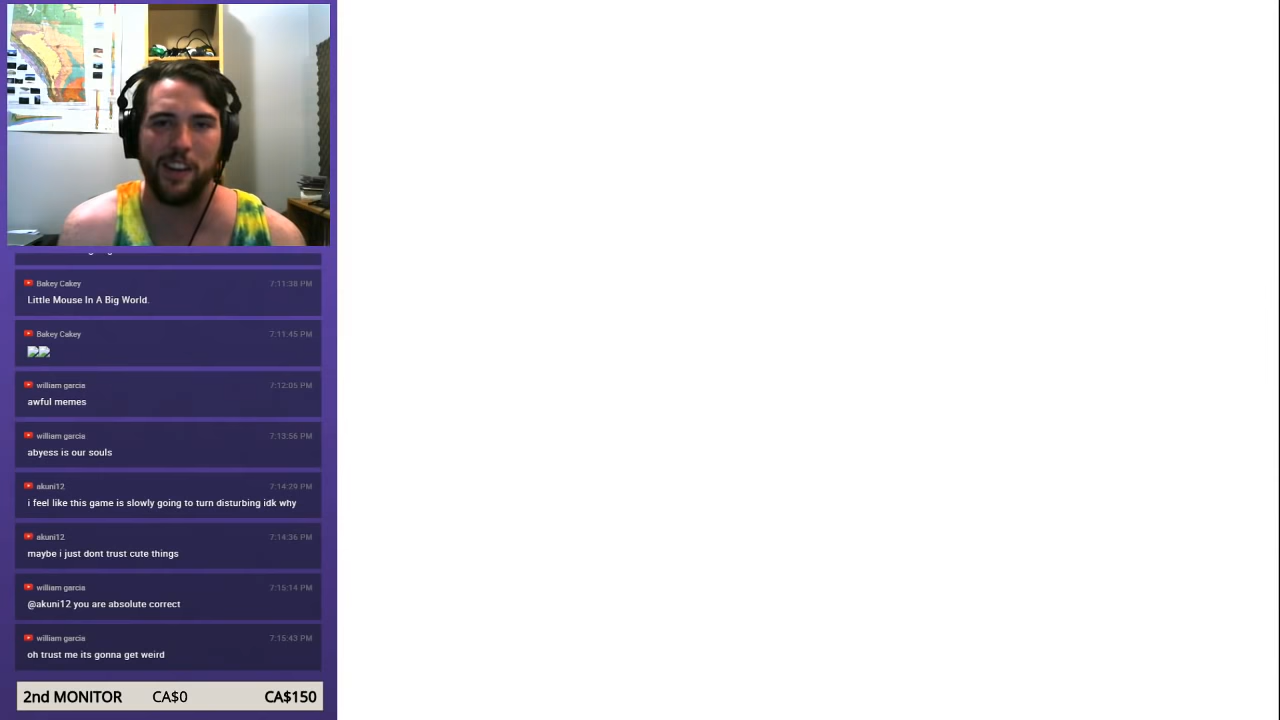 Bakey Cakey 7:11:38 PM
Little Mouse In A Big World.
Bakey Cakey 7:11:45 PM
william garcia 7:12:05 PM
awful memes
william garcia 7:13:56 PM
abyess is our souls
akuni12 7:14:29 PM
i feel like this game is slowly going to turn disturbing idk why
akuni12 7:14:36 PM
maybe i just dont trust cute things
william garcia 7:15:14 PM
@akuni12 you are absolute correct
william garcia 7:15:43 PM
oh trust me its gonna get weird
2nd MONITOR CA$0 CA$150